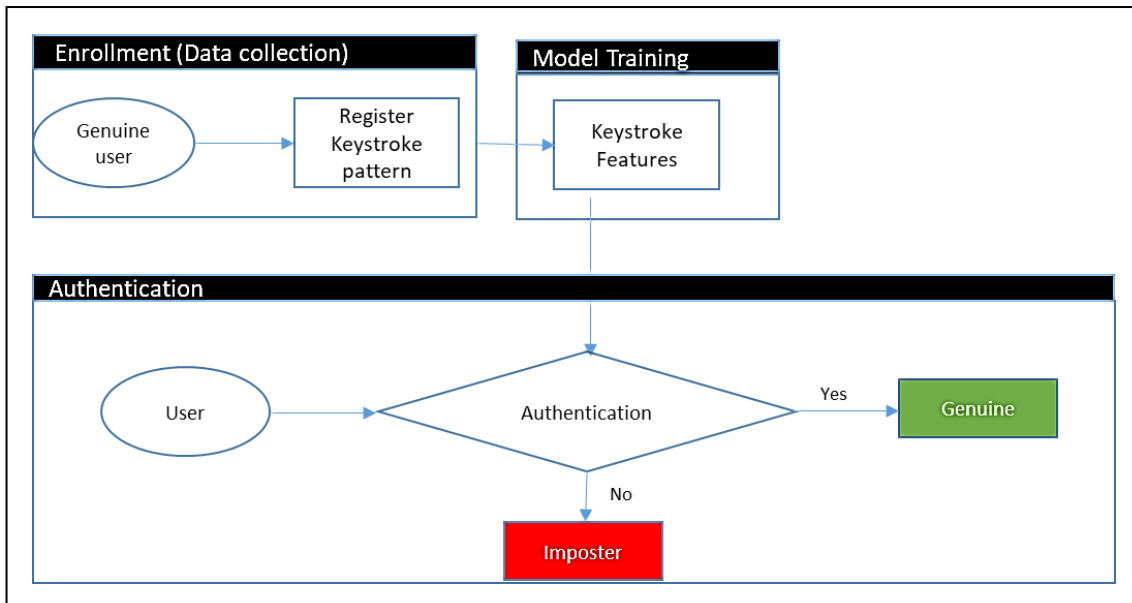 Enrollment (Data collection)
Genuine
user
Register
Keystroke
pattern
Model Training
Keystroke
Features
Authentication
User
Authentication
Yes
Genuine
No
Imposter